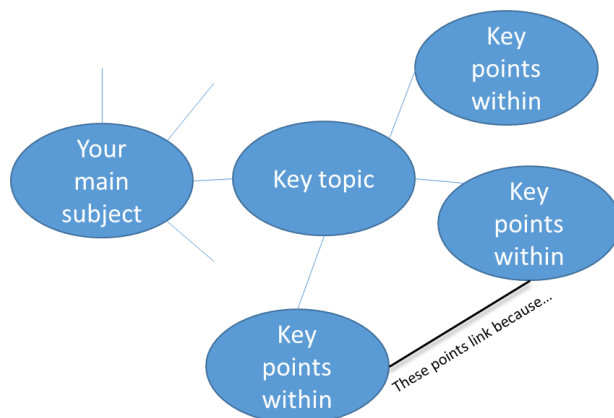 Key
points
within
Your
main
subject
Key topic
Key
points
within
Key
points
within
These points link because...